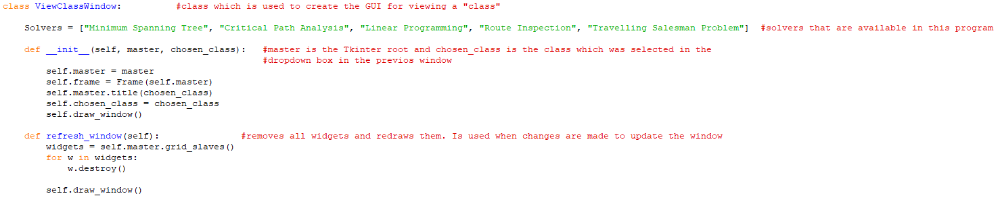 class ViewClassWindow:          #class which is used to create the GUI for viewing a "class"
    Solvers = ["Minimum Spanning Tree", "Critical Path Analysis", "Linear Programming", "Route Inspection", "Travelling Salesman Problem"]  #solvers that are available in this program
    def __init__(self, master, chosen_class):   #master is the Tkinter root and chosen_class is the class which was selected in the
                                                #dropdown box in the previos window
        self.master = master
        self.frame = Frame(self.master)
        self.master.title(chosen_class)
        self.chosen_class = chosen_class
        self.draw_window()
    def refresh_window(self):               #removes all widgets and redraws them. Is used when changes are made to update the window
        widgets = self.master.grid_slaves()
        for w in widgets:
            w.destroy()
        self.draw_window()